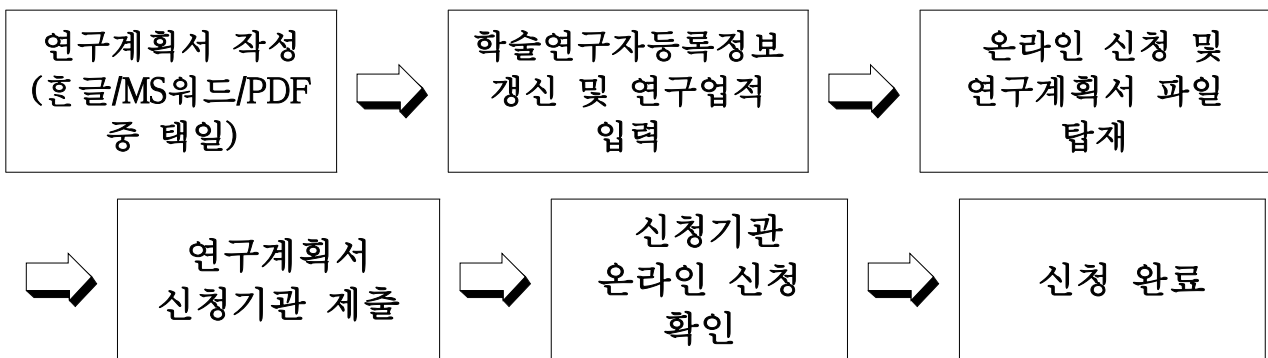 연구계획서 작성
(ᄒᆞᆫ글/MS워드/PDF
중 택일)
학술연구자등록정보
갱신 및 연구업적
입력
온라인 신청 및
연구계획서 파일
탑재
연구계획서
신청기관 제출
신청기관
온라인 신청
확인
신청 완료